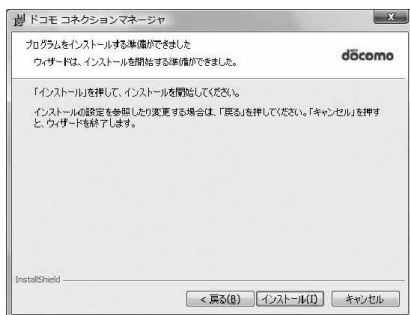 ドコモ コネクションマネージャ
プログラムをインストールする準備ができました
ウィザードは、インストールを開始する準備ができました。
döcomo
「インストール」を押して、インストールを開始してください。
インストールの設定を参照したり変更する場合は、「戻る」を押してください。「キャンセル」を押す
と、ウィザードを終了します。
InstallShield
< 戻る(B)
インストール(I)
キャンセル